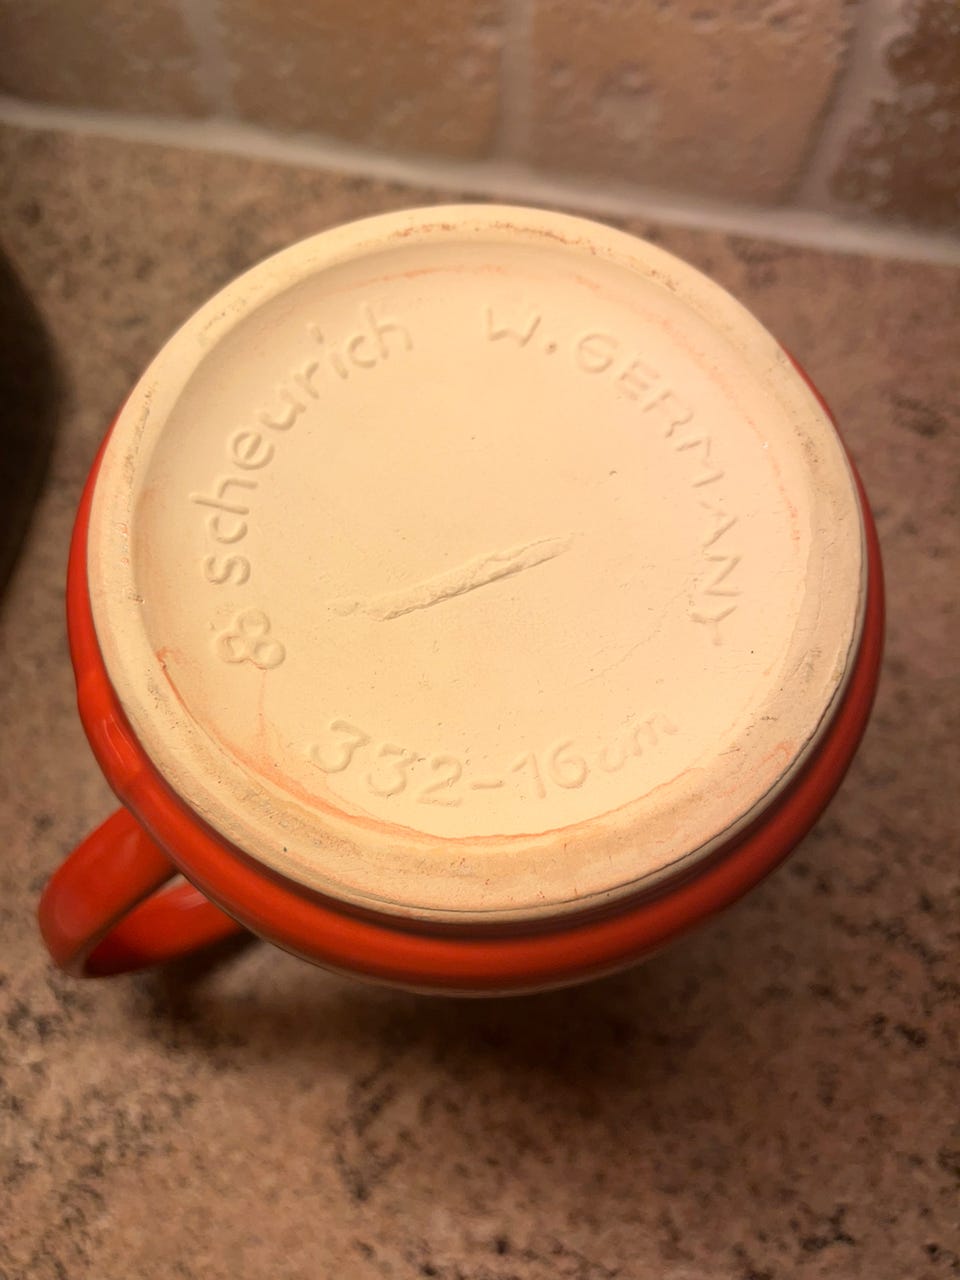 scheurich
W. GERMANY
332-16cm